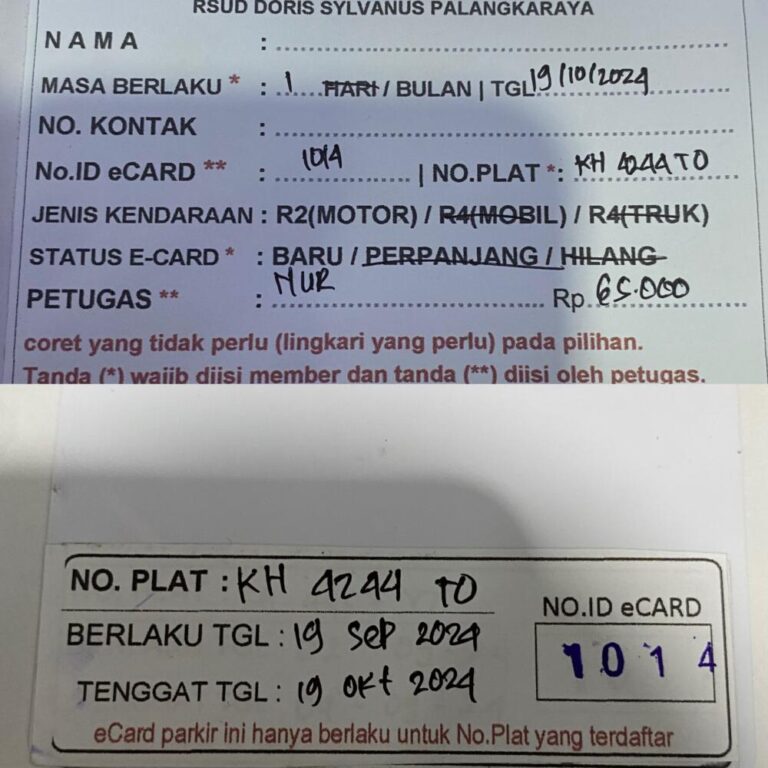 RSUD DORIS SYLVANUS PALANGKARAYA
NAMA : ..............................
MASA BERLAKU * : 1 HARI / BULAN | TGL 19/10/2024
NO. KONTAK : ..............................
No.ID eCARD ** : 1014 | NO.PLAT *: KH 4244 TO
JENIS KENDARAAN : R2(MOTOR) / R4(MOBIL) / R4(TRUK)
STATUS E-CARD * : BARU / PERPANJANG / HILANG
PETUGAS ** : NUR Rp. 65.000
coret yang tidak perlu (lingkari yang perlu) pada pilihan.
Tanda (*) wajib diisi member dan tanda (**) diisi oleh petugas.
NO. PLAT : KH 4244 TO
BERLAKU TGL : 19 Sep 2024
TENGGAT TGL : 19 Okt 2024
NO.ID eCARD
1014
eCard parkir ini hanya berlaku untuk No.Plat yang terdaftar